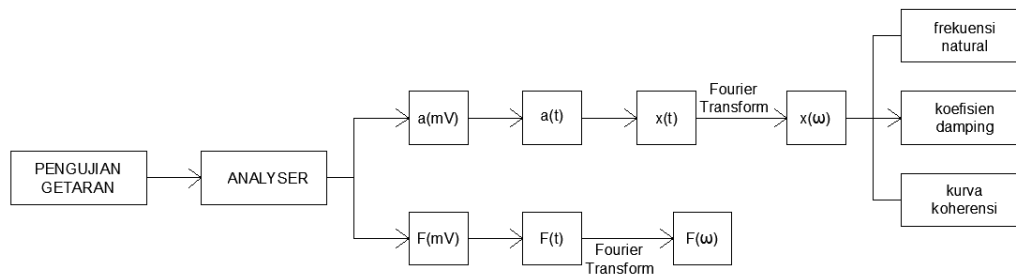 PENGUJIAN
GETARAN
ANALYSER
a(mV)
a(t)
x(t)
Fourier
Transform
x(ω)
frekuensi
natural
koefisien
damping
kurva
koherensi
F(mV)
F(t)
Fourier
Transform
F(ω)